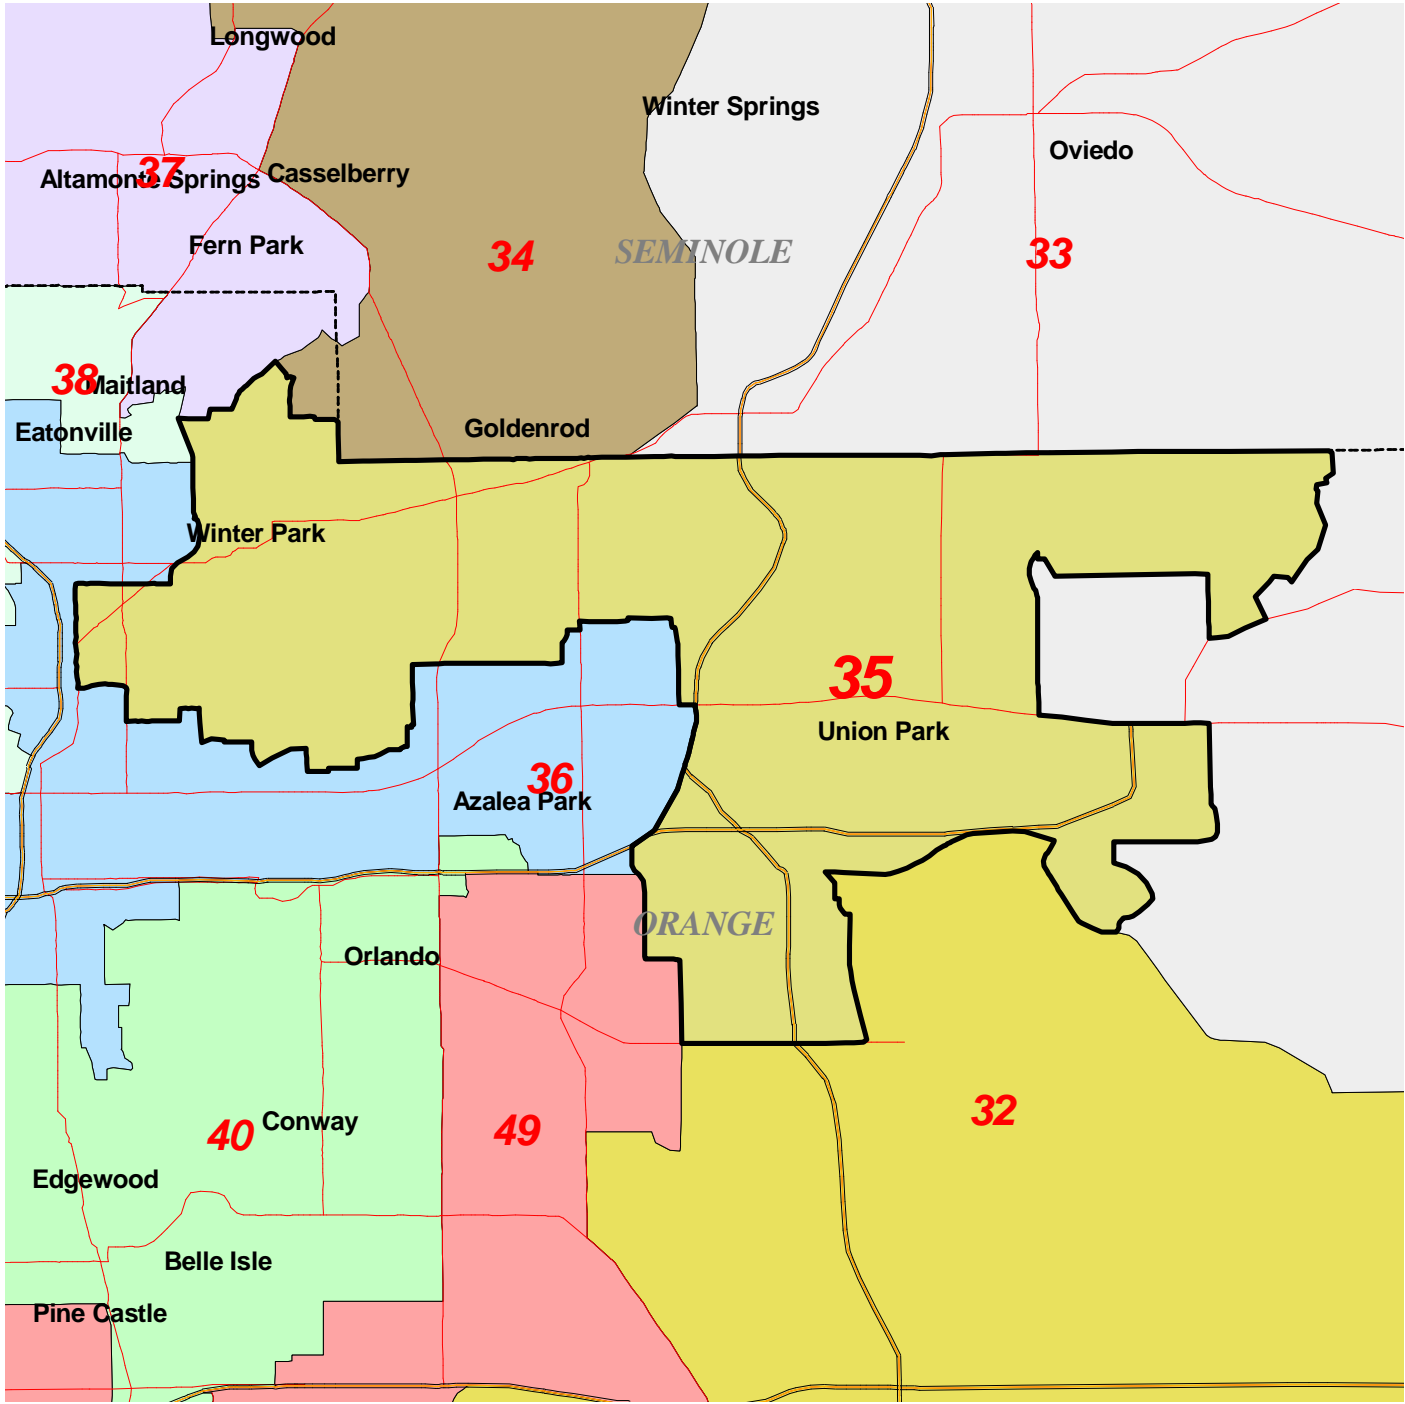 Longwood
Winter Springs
Oviedo
37
Altamonte Springs
Casselberry
Fern Park
34
SEMINOLE
33
38
Maitland
Eatonville
Goldenrod
Winter Park
35
Union Park
36
Azalea Park
ORANGE
Orlando
32
40
Conway
49
Edgewood
Belle Isle
Pine Castle